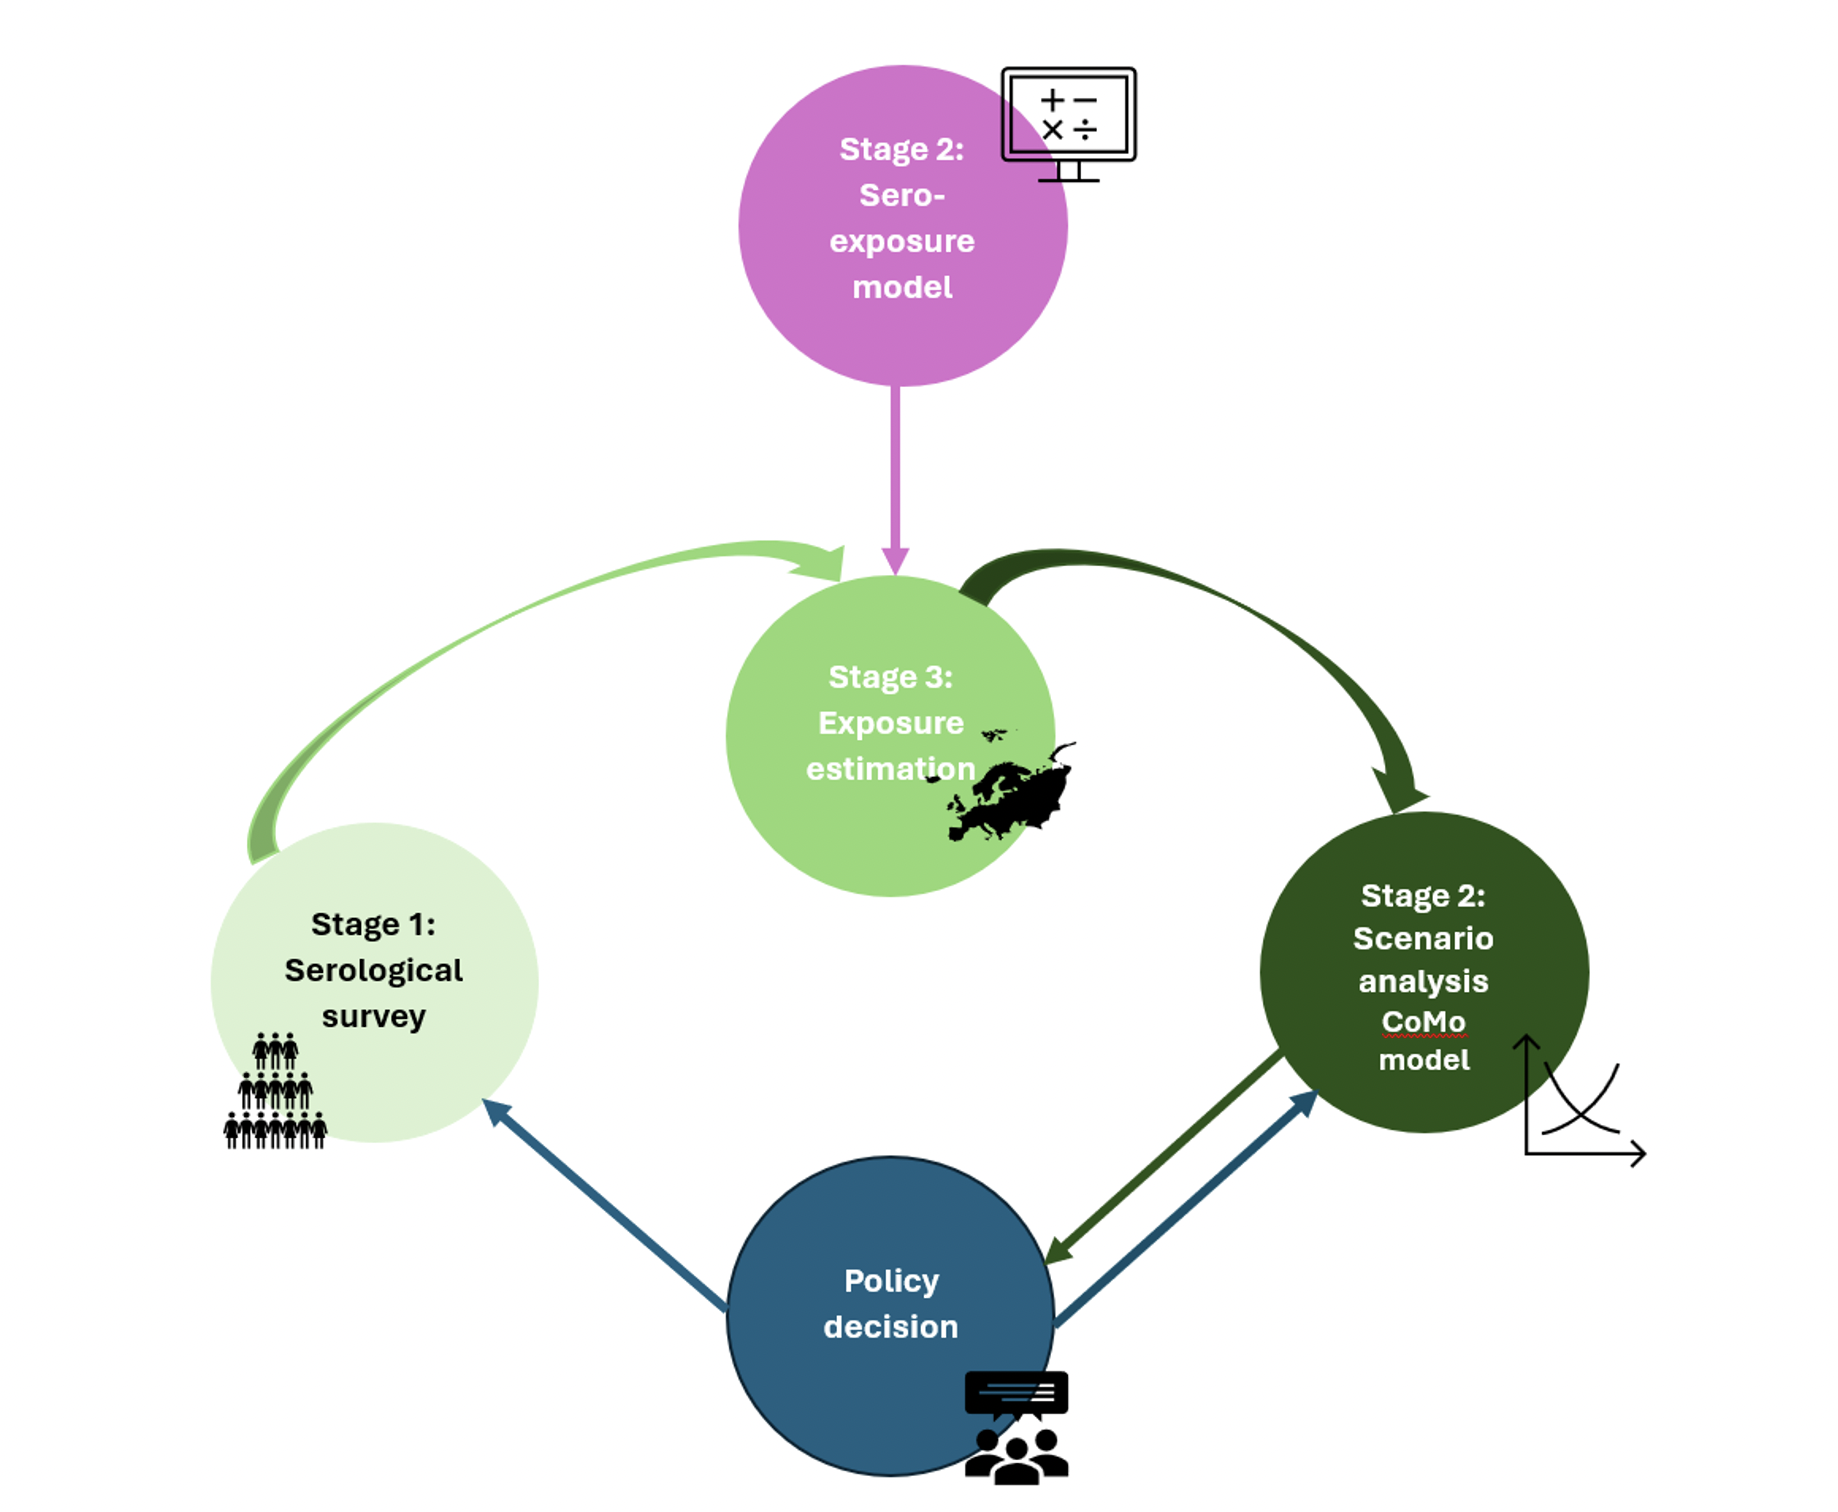 Stage 2:
Sero-
exposure
model
Stage 3:
Exposure
estimation
Stage 1:
Serological
survey
Stage 2:
Scenario
analysis
CoMo
model
Policy
decision